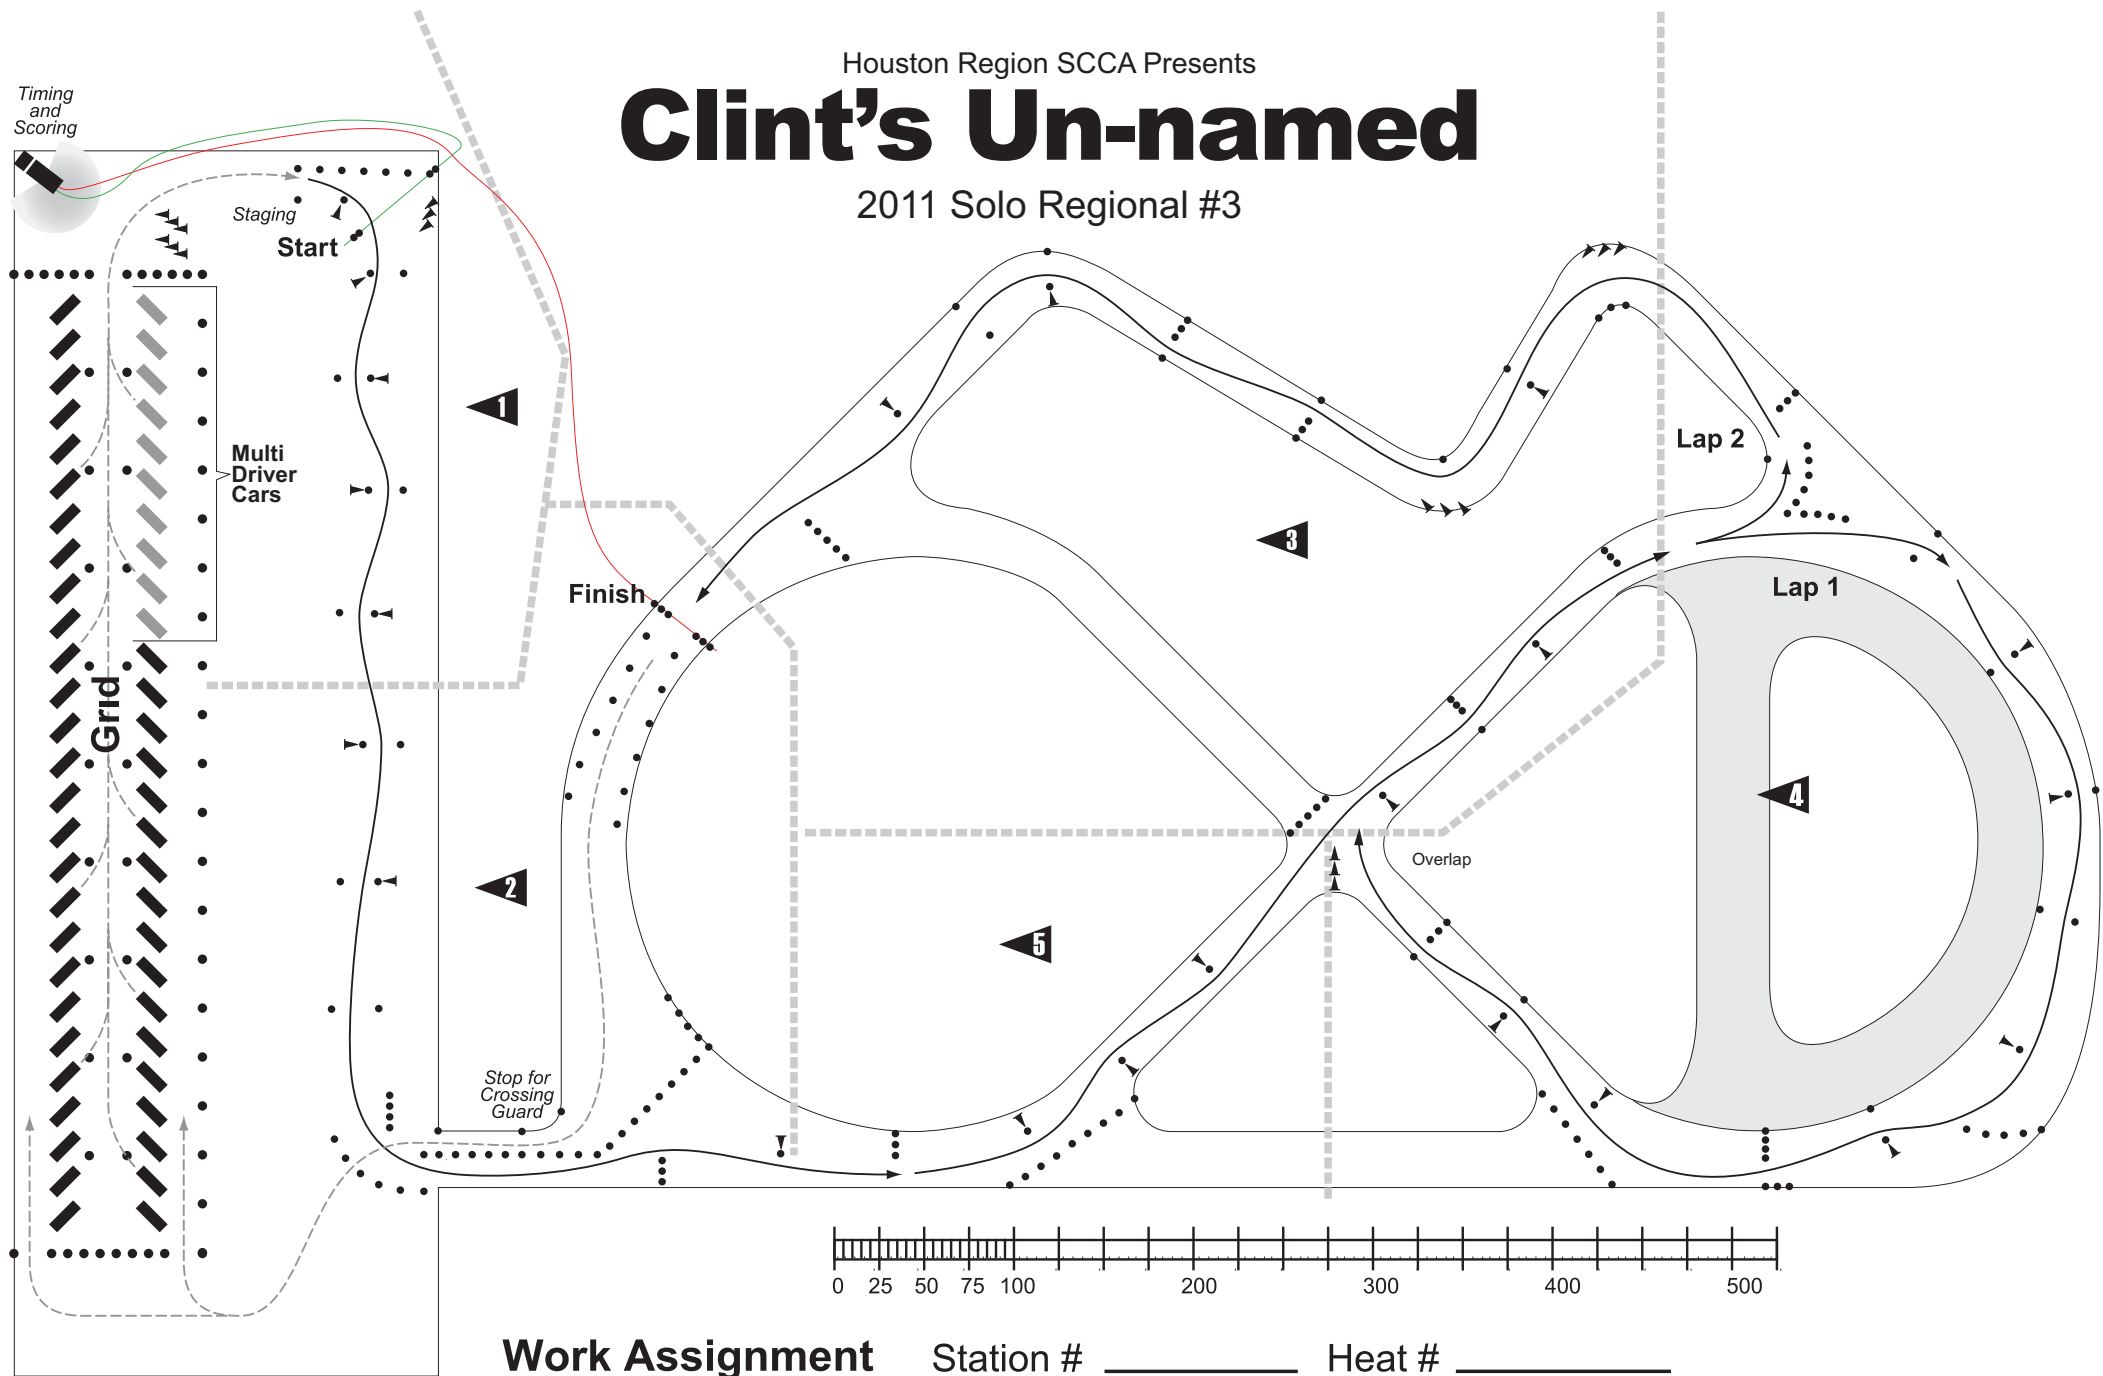 Houston Region SCCA Presents
Clint's Un-named
2011 Solo Regional #3
Timing
and
Scoring
Staging
Start
1
Multi
Driver
Cars
Lap 2
3
Finish
Lap 1
Grid
4
Overlap
2
5
Stop for
Crossing
Guard
0 25 50 75 100 200 300 400 500
Work Assignment Station # Heat #